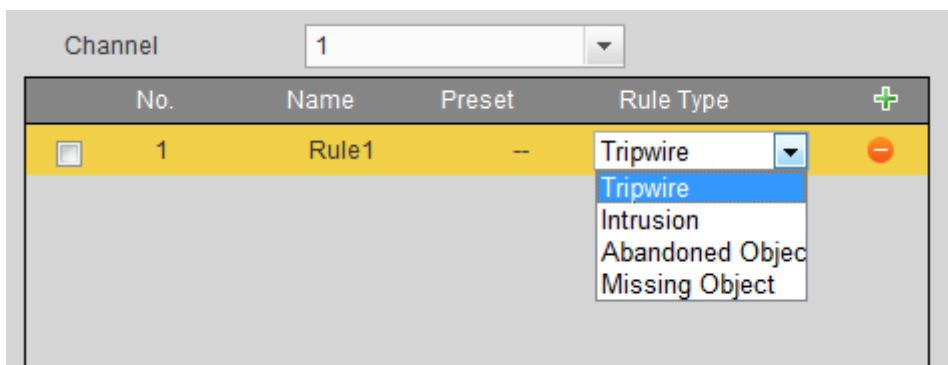 Channel 1
No. Name Preset Rule Type
1 Rule1 -- Tripwire
Tripwire
Intrusion
Abandoned Objec
Missing Object